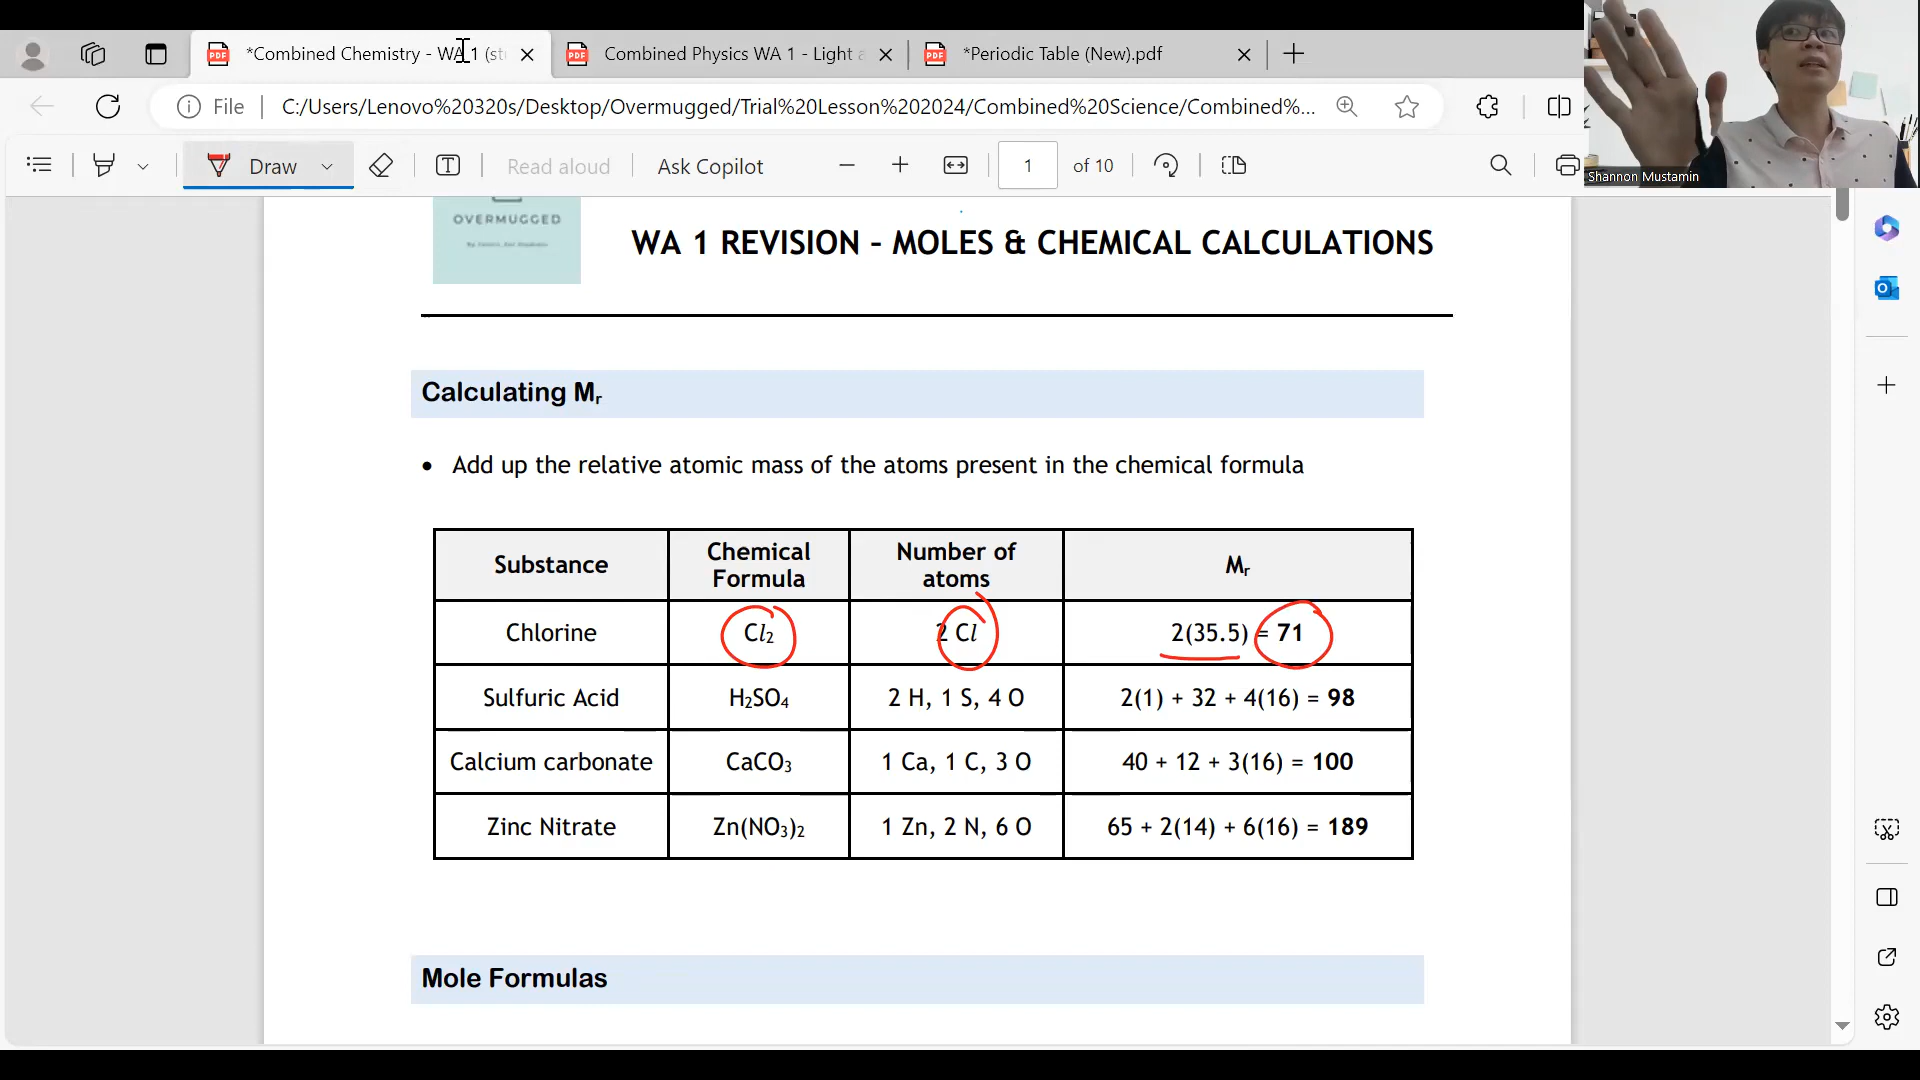 *Combined Chemistry - WA 1 (st
Combined Physics WA 1 - Light a
*Periodic Table (New).pdf
File
C:/Users/Lenovo%20320s/Desktop/Overmugged/Trial%20Lesson%202024/Combined%20Science/Combined%...
Draw
Read aloud
Ask Copilot
1
of 10
Shannon Mustamin
OVERMUGGED
WA 1 REVISION – MOLES & CHEMICAL CALCULATIONS
Calculating Mr
• Add up the relative atomic mass of the atoms present in the chemical formula
Substance
Chemical
Formula
Number of
atoms
Mr
Chlorine
Cl2
2 Cl
2(35.5) = 71
Sulfuric Acid
H2SO4
2 H, 1 S, 4 O
2(1) + 32 + 4(16) = 98
Calcium carbonate
CaCO3
1 Ca, 1 C, 3 O
40 + 12 + 3(16) = 100
Zinc Nitrate
Zn(NO3)2
1 Zn, 2 N, 6 O
65 + 2(14) + 6(16) = 189
Mole Formulas